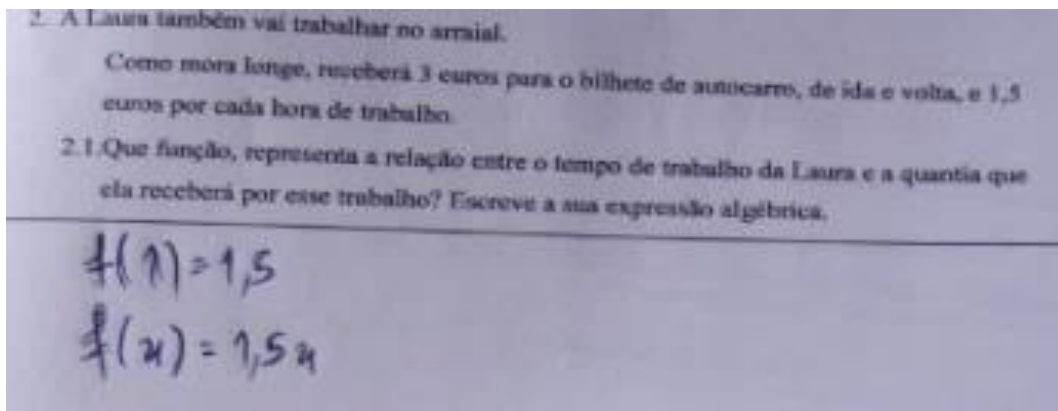 2. A Laura também vai trabalhar no arraial.
Como mora longe, receberá 3 euros para o bilhete de autocarro, de ida e volta, e 1,5
euros por cada hora de trabalho.
2.1.Que função, representa a relação entre o tempo de trabalho da Laura e a quantia que
ela receberá por esse trabalho? Escreve a sua expressão algébrica.
f(1)=1,5
f(x)=1,5x